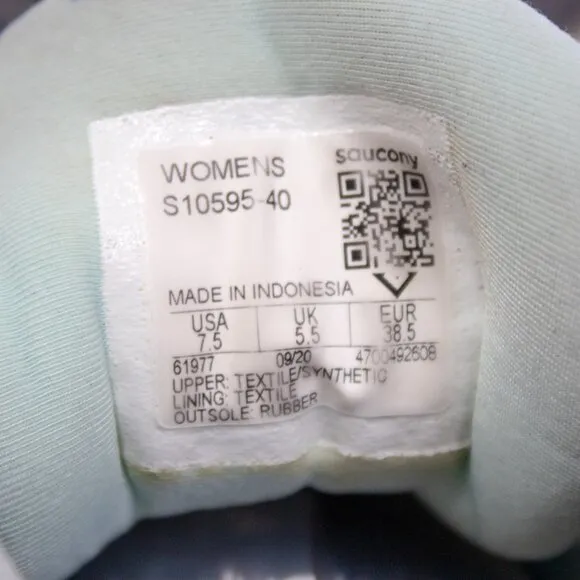 saucony
WOMENS
S10595-40
MADE IN INDONESIA
USA UK EUR
7.5 5.5 38.5
61977 09/20 4700492608
UPPER: TEXTILE/SYNTHETIC
LINING: TEXTILE
OUTSOLE: RUBBER